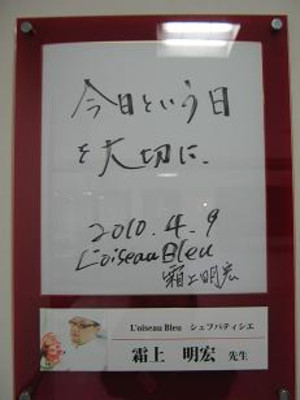 今日という日
を大切に.
2010.4.9
L'oiseau Bleu
霜上明宏
L'oiseau Bleu シェフパティシエ
霜上 明宏 先生